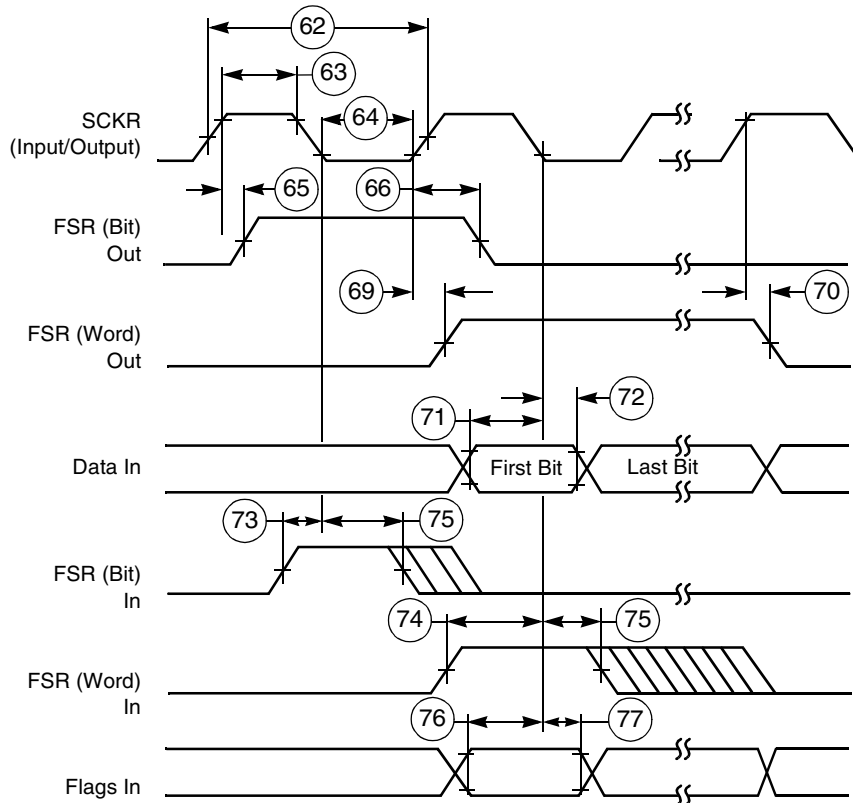 62
63
SCKR
(Input/Output)
64
65
66
FSR (Bit)
Out
69
70
FSR (Word)
Out
72
71
Data In
First Bit
Last Bit
73
75
FSR (Bit)
In
74
75
FSR (Word)
In
76
77
Flags In